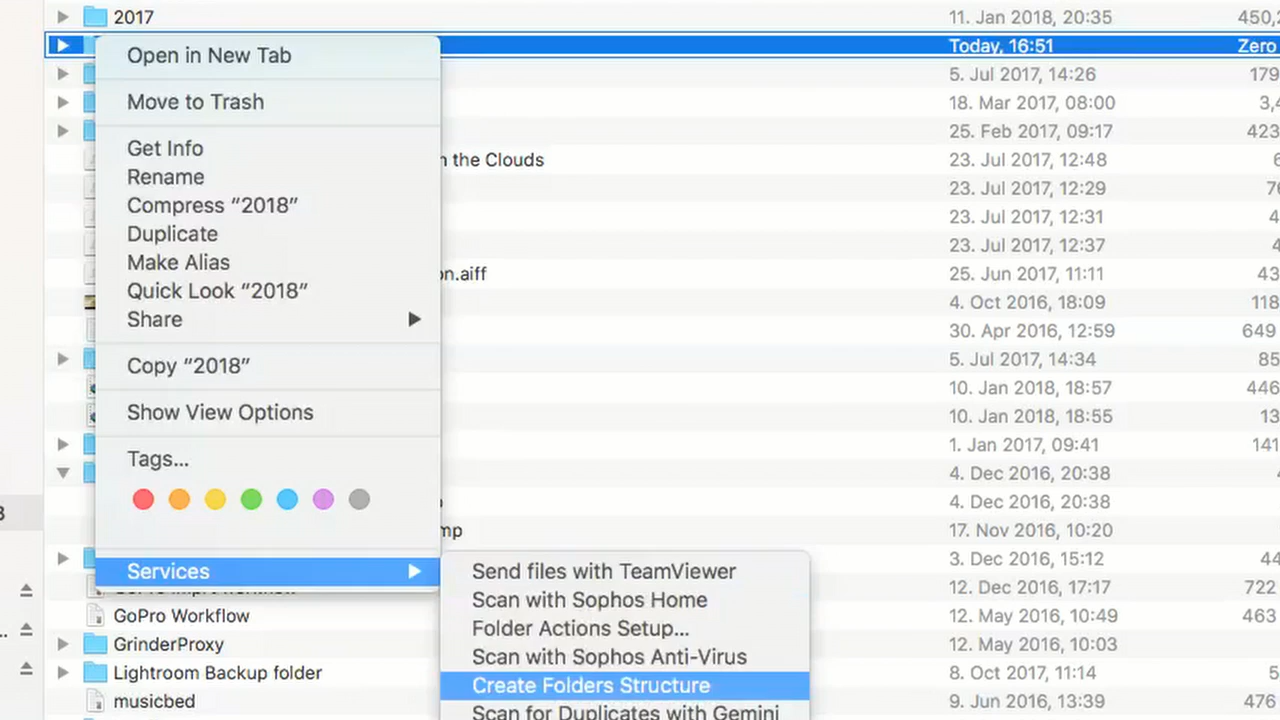 2017 11. Jan 2018, 20:35 450,2
Open in New Tab Today, 16:51 Zero
5. Jul 2017, 14:26 179
Move to Trash 18. Mar 2017, 08:00 3,4
25. Feb 2017, 09:17 423
Get Info the Clouds 23. Jul 2017, 12:48
Rename 23. Jul 2017, 12:29
Compress “2018” 23. Jul 2017, 12:31
Duplicate 23. Jul 2017, 12:37
Make Alias on.aiff 25. Jun 2017, 11:11 43
Quick Look “2018” 4. Oct 2016, 18:09 118
Share 30. Apr 2016, 12:59 649
Copy “2018” 5. Jul 2017, 14:34 85
10. Jan 2018, 18:57 446
Show View Options 10. Jan 2018, 18:55 13
1. Jan 2017, 09:41 141
Tags... 4. Dec 2016, 20:38
4. Dec 2016, 20:38
mp 17. Nov 2016, 10:20
3. Dec 2016, 15:12 44
Services Send files with TeamViewer 12. Dec 2017, 17:17 722
Scan with Sophos Home
GoPro Workflow 12. May 2016, 10:49 463
Folder Actions Setup...
GrinderProxy 12. May 2016, 10:03
Scan with Sophos Anti-Virus
Lightroom Backup folder 8. Oct 2017, 11:14 5
Create Folders Structure
musicbed 9. Jun 2016, 13:39 476
Scan for Duplicates with Gemini